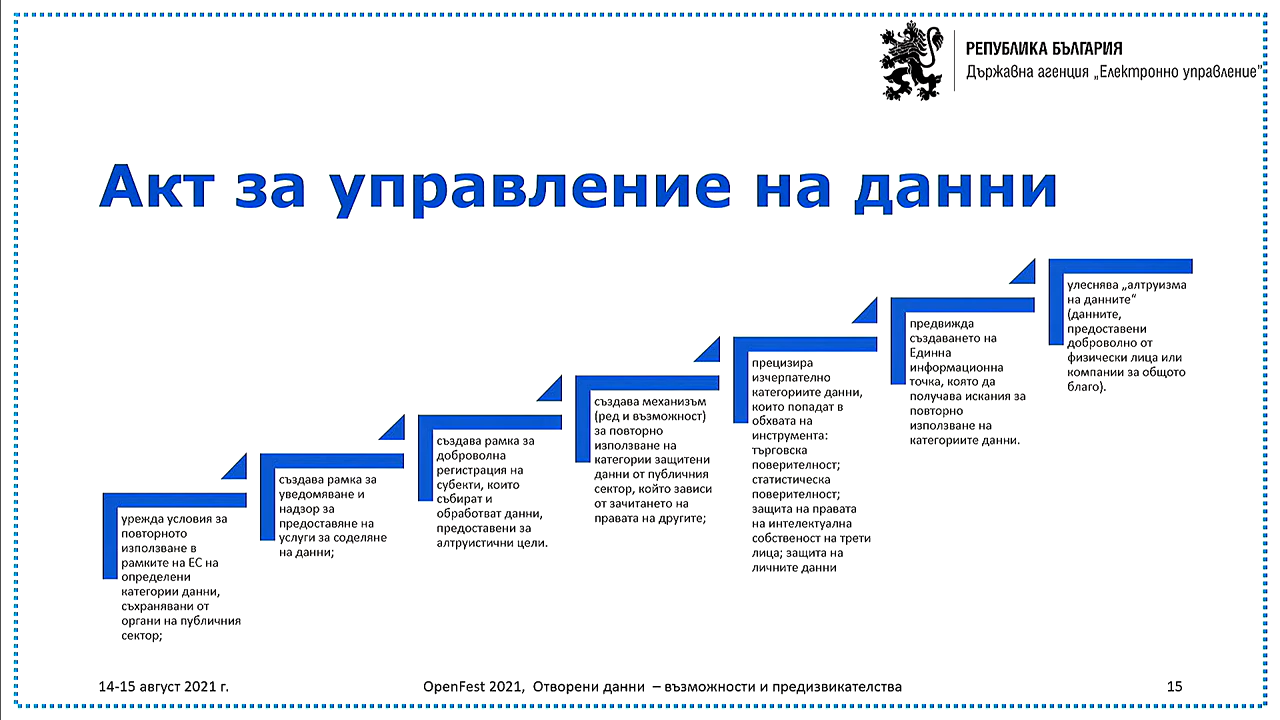 РЕПУБЛИКА БЪЛГАРИЯ
Държавна агенция „Електронно управление”
Акт за управление на данни
урежда условия за
повторното
използване в
рамките на ЕС на
определени
категории данни,
съхранявани от
органи на публичния
сектор;
създава рамка за
уведомяване и
надзор за
предоставяне на
услуги за соделяне
на данни;
създава рамка за
доброволна
регистрация на
субекти, които
събират и
обработват данни,
предоставени за
алтруистични цели.
създава механизъм
(ред и възможност)
за повторно
използване на
категории защитени
данни от публичния
сектор, който зависи
от зачитането на
правата на другите;
прецизира
изчерпателно
категориите данни,
които попадат в
обхвата на
инструмента:
търговска
поверителност;
статистическа
поверителност;
защита на правата
на интелектуална
собственост на трети
лица; защита на
личните данни
предвижда
създаването на
Единна
информационна
точка, която да
получава искания за
повторно
използване на
категориите данни.
улеснява „алтруизма
на данните“
(данните,
предоставени
доброволно от
физически лица или
компании за общото
благо).
14-15 август 2021 г.
OpenFest 2021, Отворени данни – възможности и предизвикателства
15